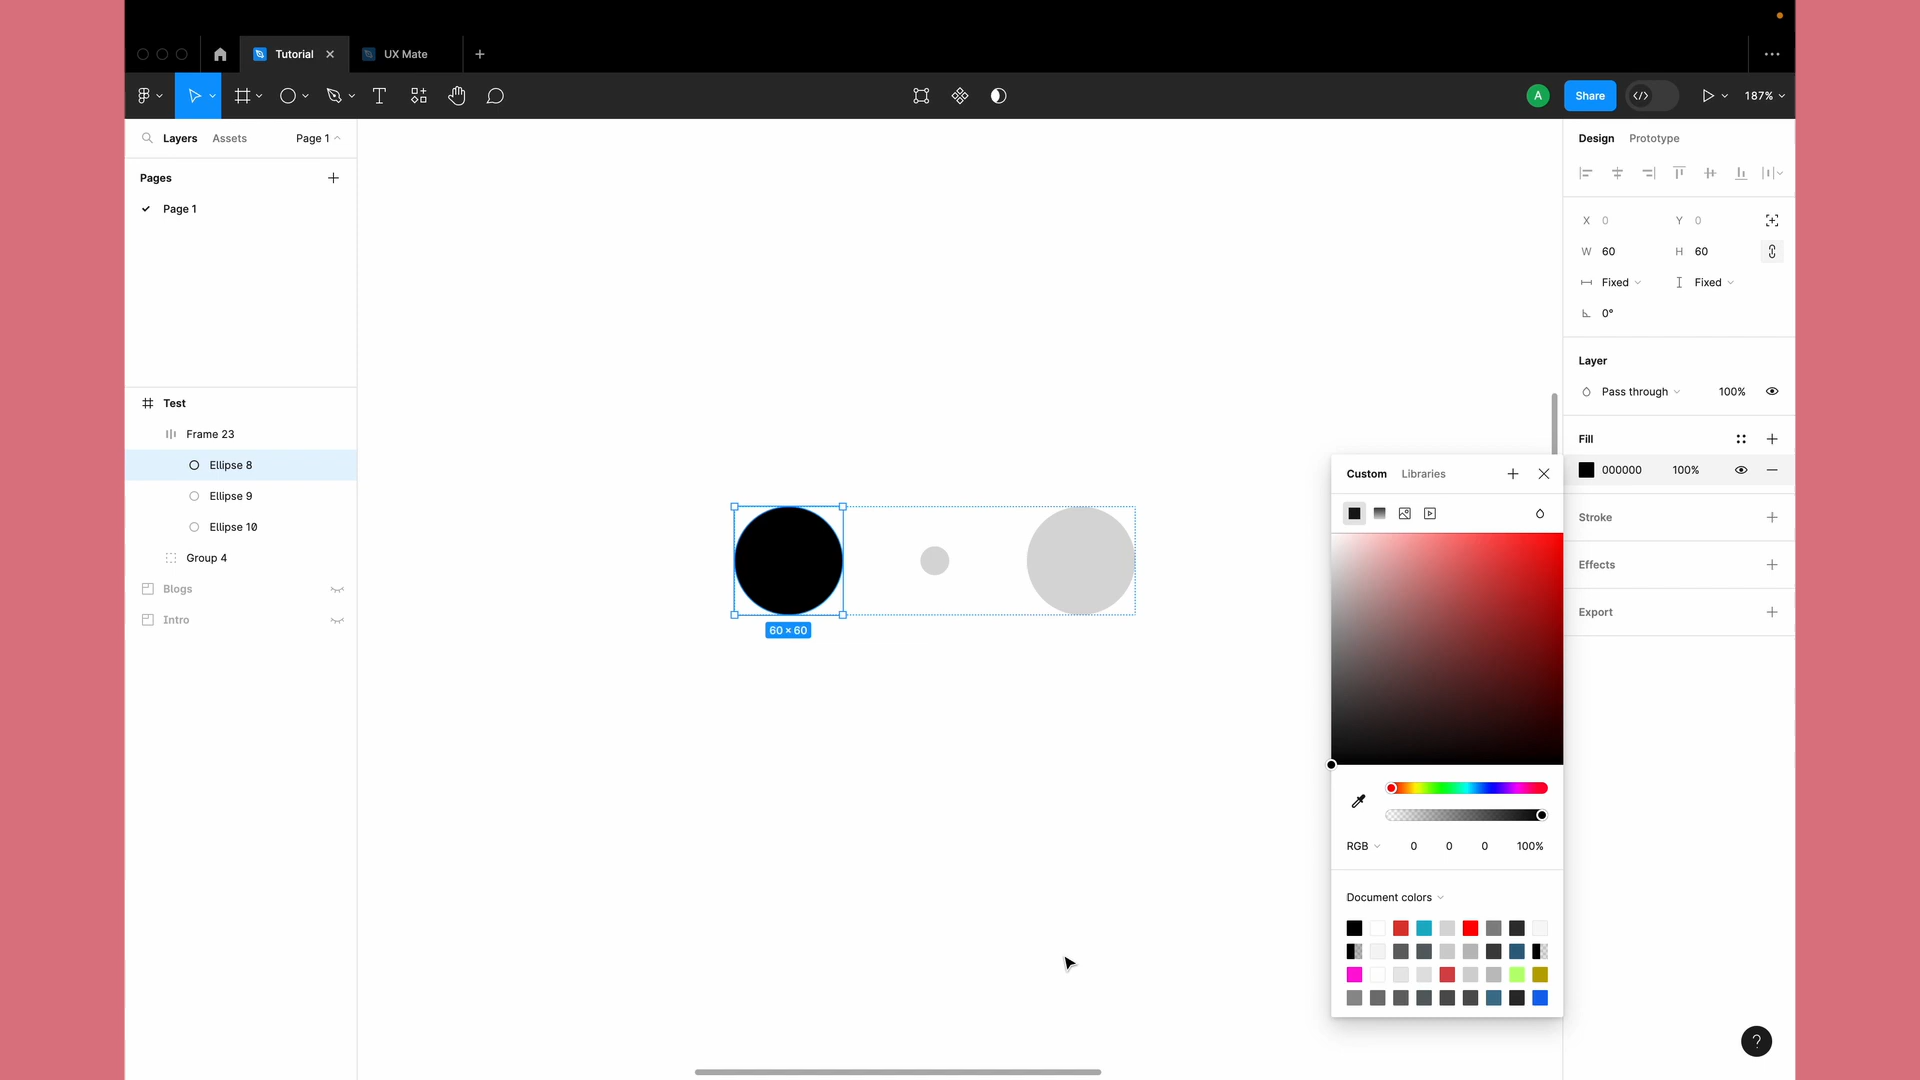 Tutorial
UX Mate
A
Share
187%
Layers
Assets
Page 1
Pages
Page 1
Test
Frame 23
Ellipse 8
Ellipse 9
Ellipse 10
Group 4
Blogs
Intro
60 × 60
Custom
Libraries
RGB 0 0 0 100%
Document colors
Design
Prototype
X 0 Y 0
W 60 H 60
Fixed Fixed
0°
Layer
Pass through 100%
Fill
000000 100%
Stroke
Effects
Export
?